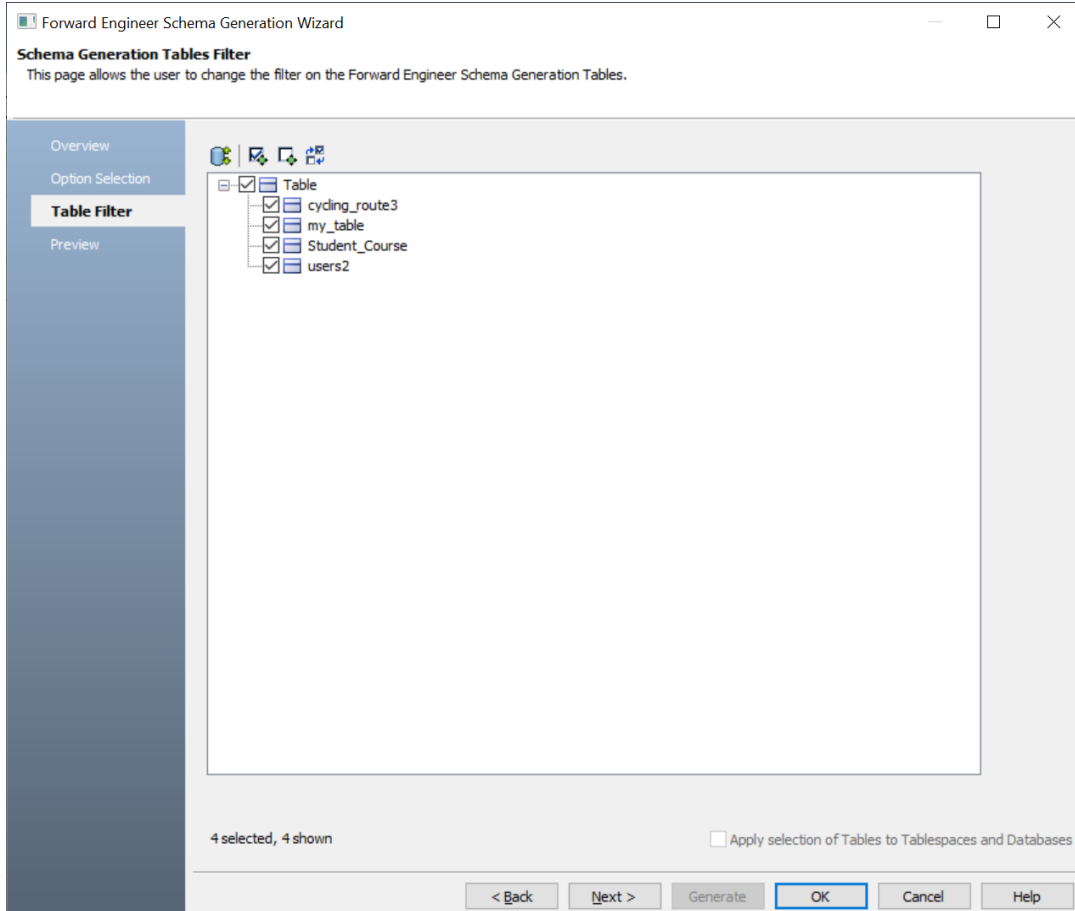 Forward Engineer Schema Generation Wizard
Schema Generation Tables Filter
This page allows the user to change the filter on the Forward Engineer Schema Generation Tables.
Overview
Option Selection
Table Filter
Preview
Table
cycling_route3
my_table
Student_Course
users2
4 selected, 4 shown
Apply selection of Tables to Tablespaces and Databases
< Back
Next >
Generate
OK
Cancel
Help